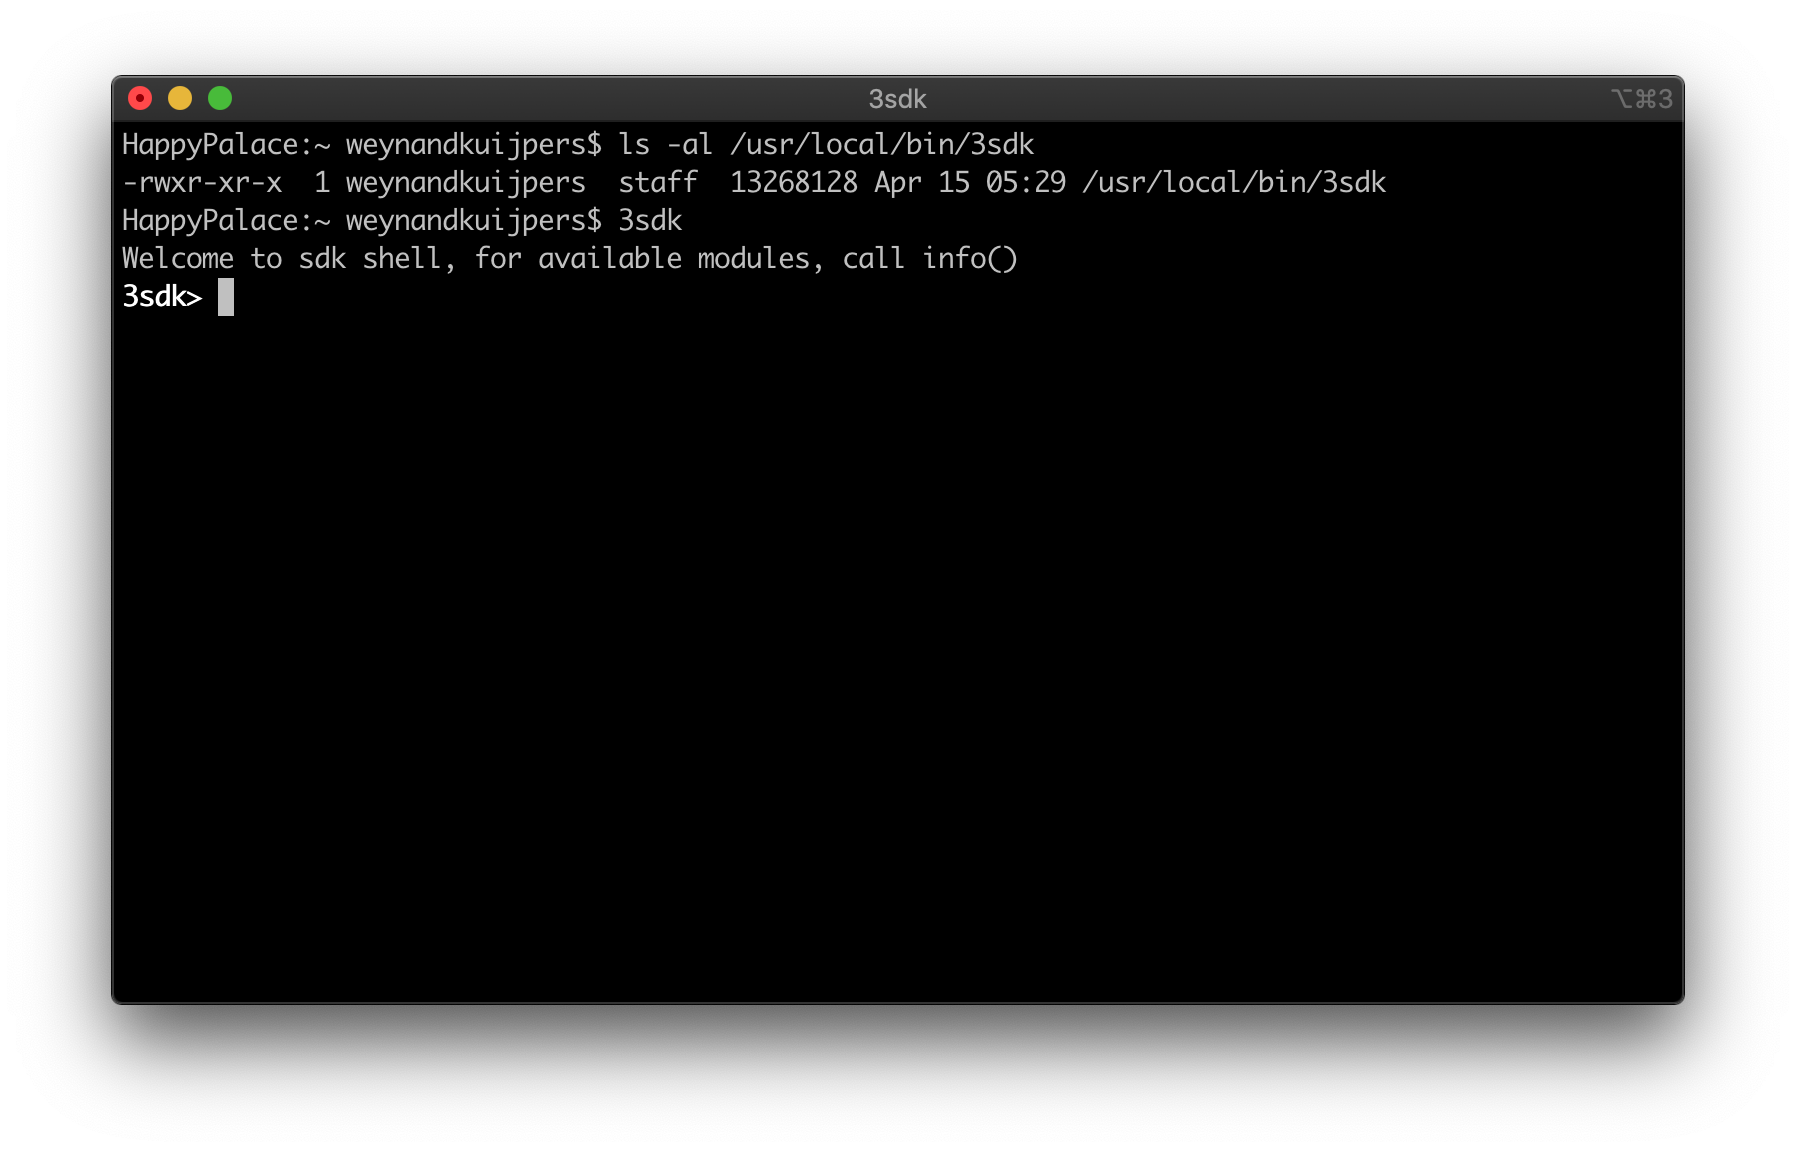 3sdk ⌥⌘3
HappyPalace:~ weynandkuijpers$ ls -al /usr/local/bin/3sdk
-rwxr-xr-x  1 weynandkuijpers  staff  13268128 Apr 15 05:29 /usr/local/bin/3sdk
HappyPalace:~ weynandkuijpers$ 3sdk
Welcome to sdk shell, for available modules, call info()
3sdk>